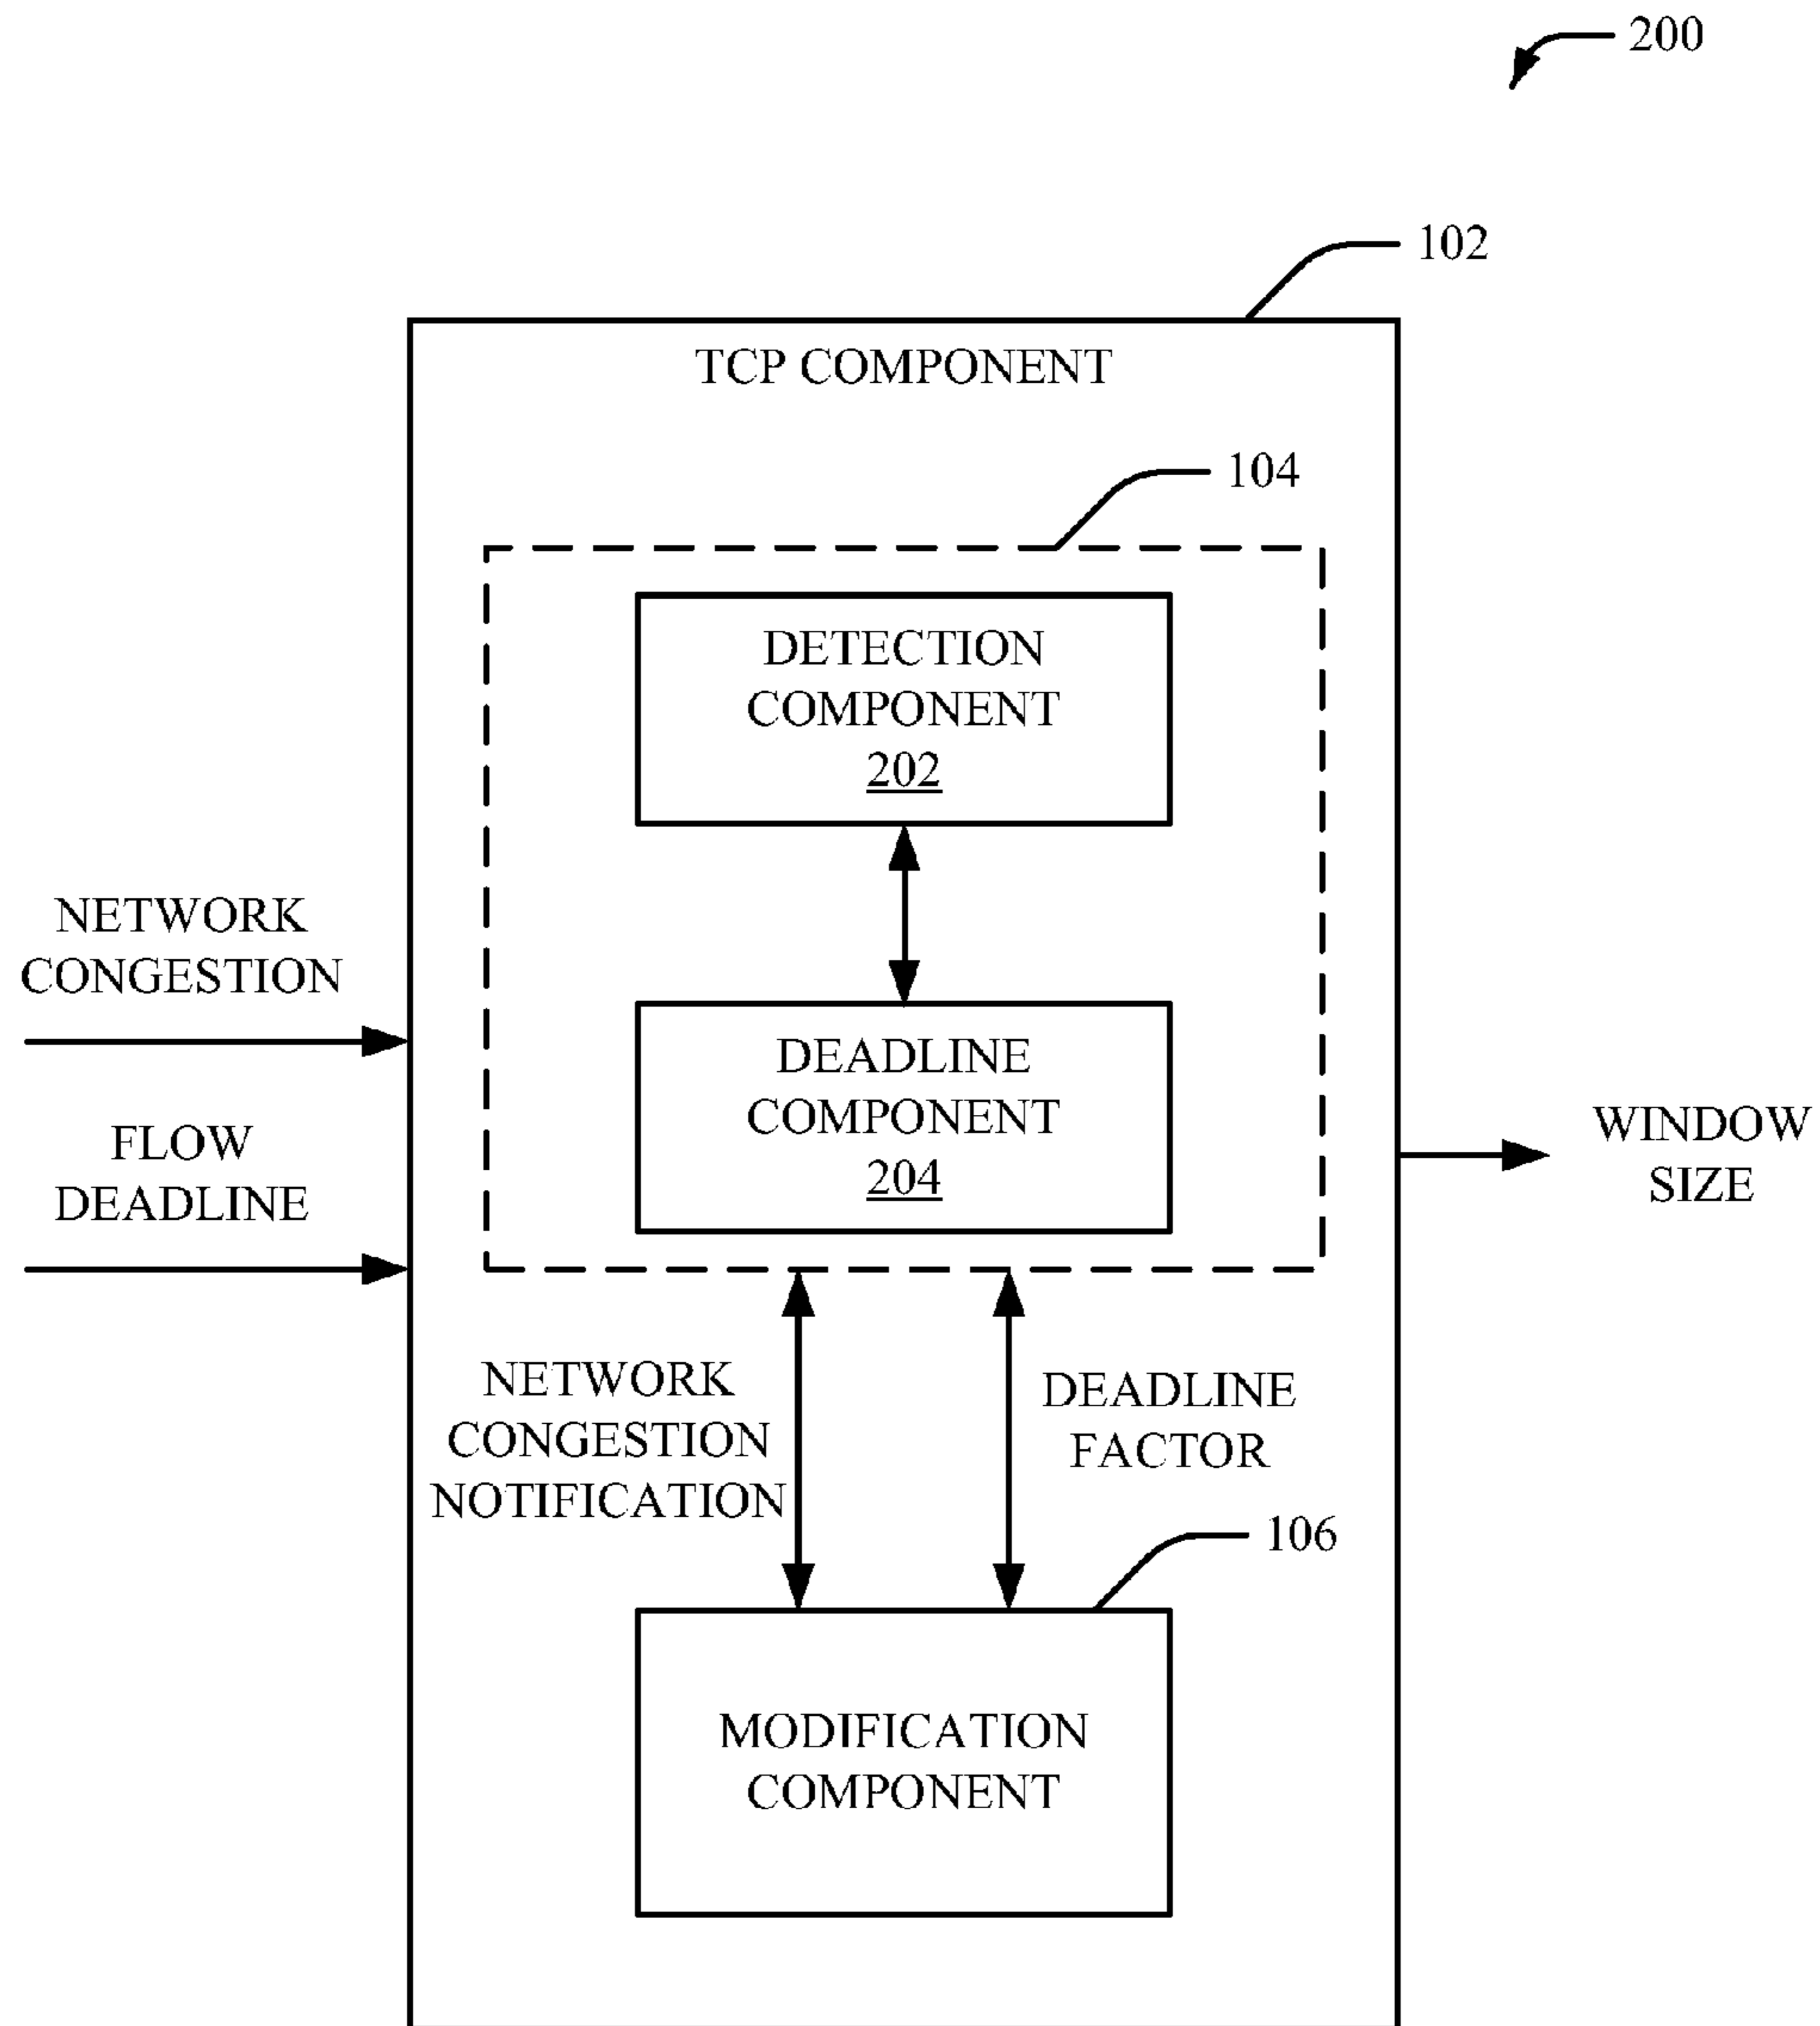 200
102
TCP COMPONENT
104
DETECTION
COMPONENT
202
NETWORK
CONGESTION
DEADLINE
COMPONENT
204
FLOW
DEADLINE
WINDOW
SIZE
NETWORK
CONGESTION
NOTIFICATION
DEADLINE
FACTOR
106
MODIFICATION
COMPONENT